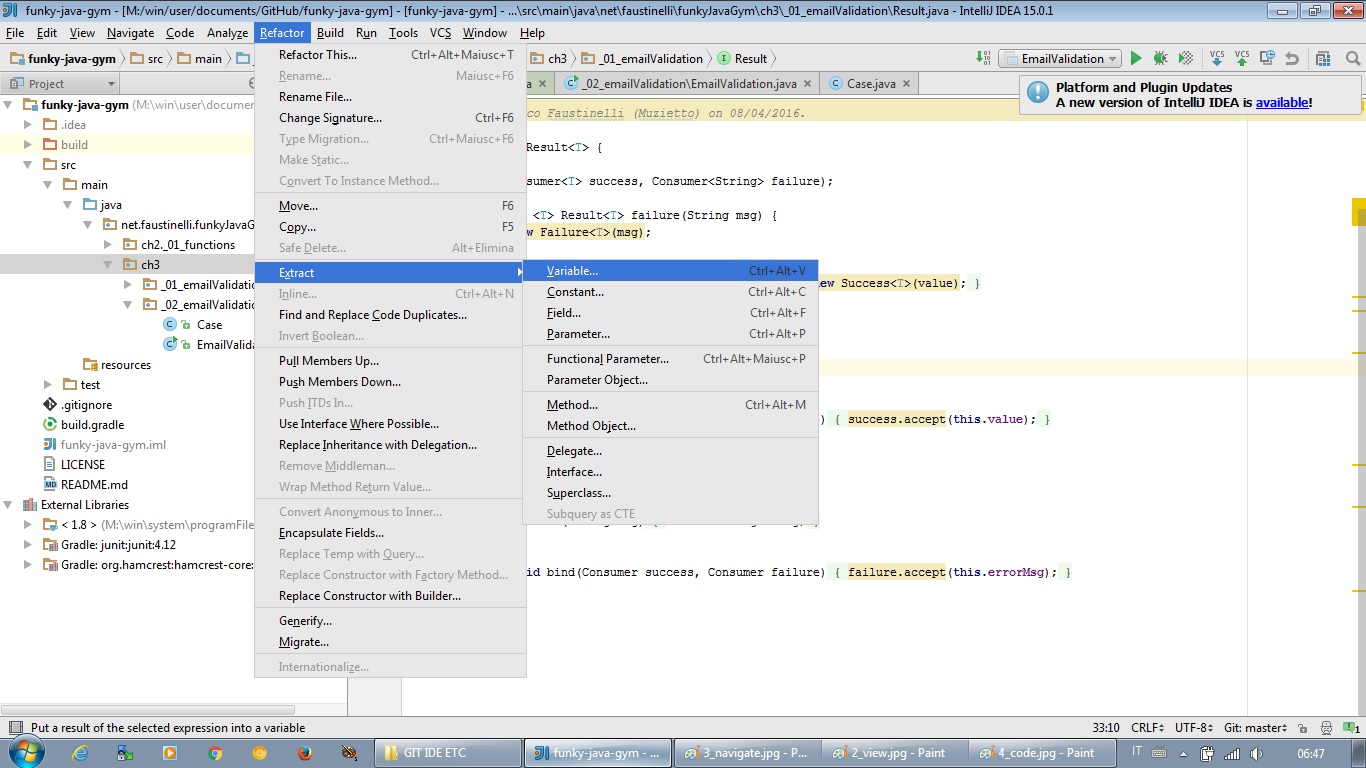 funky-java-gym - [M:/win/user/documents/GitHub/funky-java-gym] - [funky-java-gym] - ...\src\main\java\net\faustinelli\funkyJavaGym\ch3\_01_emailValidation\Result.java - IntelliJ IDEA 15.0.1
File Edit View Navigate Code Analyze Refactor Build Run Tools VCS Window Help
funky-java-gym src main ch3 _01_emailValidation Result EmailValidation VCS VCS
Project
_02_emailValidation\EmailValidation.java Case.java
Platform and Plugin Updates
A new version of IntelliJ IDEA is available!
funky-java-gym (M:/win/user/documen
.idea
build
src
main
java
net.faustinelli.funkyJavaG
ch2._01_functions
ch3
_01_emailValidatio
_02_emailValidatio
Case
EmailValida
resources
test
.gitignore
build.gradle
funky-java-gym.iml
LICENSE
README.md
External Libraries
< 1.8 > (M:\win\system\programFile
Gradle: junit:junit:4.12
Gradle: org.hamcrest:hamcrest-core:
Refactor This... Ctrl+Alt+Maiusc+T
Rename... Maiusc+F6
Rename File...
Change Signature... Ctrl+F6
Type Migration... Ctrl+Maiusc+F6
Make Static...
Convert To Instance Method...
Move... F6
Copy... F5
Safe Delete... Alt+Elimina
Extract
Inline... Ctrl+Alt+N
Find and Replace Code Duplicates...
Invert Boolean...
Pull Members Up...
Push Members Down...
Push ITDs In...
Use Interface Where Possible...
Replace Inheritance with Delegation...
Remove Middleman...
Wrap Method Return Value...
Convert Anonymous to Inner...
Encapsulate Fields...
Replace Temp with Query...
Replace Constructor with Factory Method...
Replace Constructor with Builder...
Generify...
Migrate...
Internationalize...
Variable... Ctrl+Alt+V
Constant... Ctrl+Alt+C
Field... Ctrl+Alt+F
Parameter... Ctrl+Alt+P
Functional Parameter... Ctrl+Alt+Maiusc+P
Parameter Object...
Method... Ctrl+Alt+M
Method Object...
Delegate...
Interface...
Superclass...
Subquery as CTE
co Faustinelli (Muzietto) on 08/04/2016.
Result<T> {
sumer<T> success, Consumer<String> failure);
<T> Result<T> failure(String msg) {
w Failure<T>(msg);
new Success<T>(value); }
) { success.accept(this.value); }
id bind(Consumer success, Consumer failure) { failure.accept(this.errorMsg); }
Put a result of the selected expression into a variable
33:10 CRLF UTF-8 Git: master 1
GIT IDE ETC funky-java-gym - ... 3_navigate.jpg - P... 2_view.jpg - Paint 4_code.jpg - Paint IT 06:47